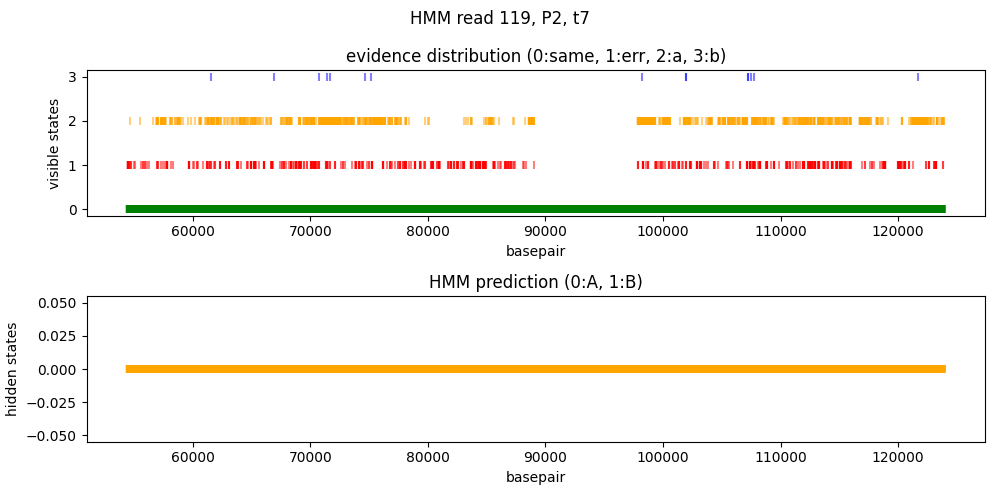 HMM read 119, P2, t7
evidence distribution (0:same, 1:err, 2:a, 3:b)
visible states
3
2
1
0
60000 70000 80000 90000 100000 110000 120000
basepair
HMM prediction (0:A, 1:B)
hidden states
0.050
0.025
0.000
−0.025
−0.050
60000 70000 80000 90000 100000 110000 120000
basepair